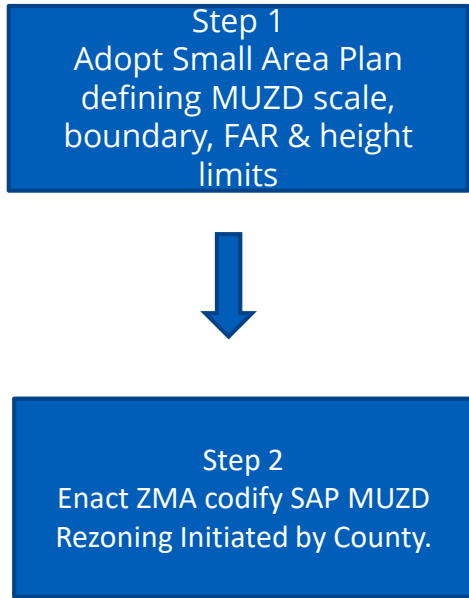 Step 1
Adopt Small Area Plan
defining MUZD scale,
boundary, FAR & height
limits
Step 2
Enact ZMA codify SAP MUZD
Rezoning Initiated by County.